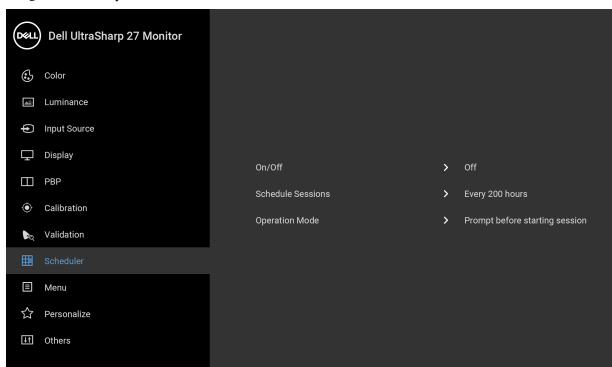 DELL
Dell UltraSharp 27 Monitor
Color
Luminance
Input Source
Display
PBP
Calibration
Validation
Scheduler
Menu
Personalize
Others
On/Off > Off
Schedule Sessions > Every 200 hours
Operation Mode > Prompt before starting session